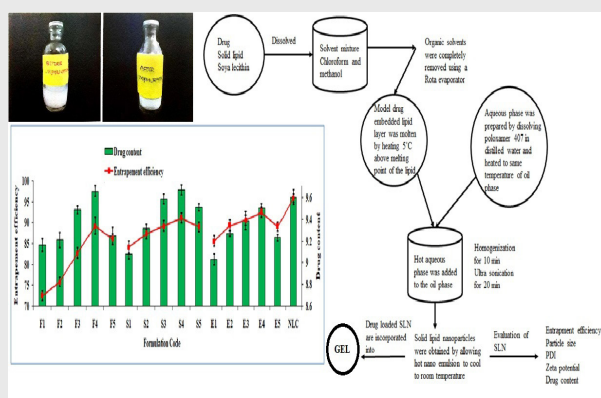 Drug
Solid lipid
Soya lecithin
Dissolved
Solvent mixture
Chloroform and
methanol
Organic solvents
were completely
removed using a
Rota evaporator
Model drug
embedded lipid
layer was molten
by heating 5°C
above melting
point of the lipid
Aqueous phase was
prepared by dissolving
poloxamer 407 in
distilled water and
heated to same
temperature of oil
phase
Hot aqueous
phase was added
to the oil phase
Homogenization
for 10 min
Ultra sonication
for 20 min
Drug content
Entrapement efficiency
Entrapement efficiency
100
95
90
85
80
75
70
9.6
9.4
9.2
9
8.8
8.6
Drug content
F1 F2 F3 F4 F5 S1 S2 S3 S4 S5 E1 E2 E3 E4 E5 NLC
Formulation Code
GEL
Drug loaded SLN
are incorporated
into
Solid lipid nanoparticles
were obtained by allowing
hot nano emulsion to cool
to room temperature
Evaluation of
SLN
Entrapment efficiency
Particle size
PDI
Zeta potential
Drug content